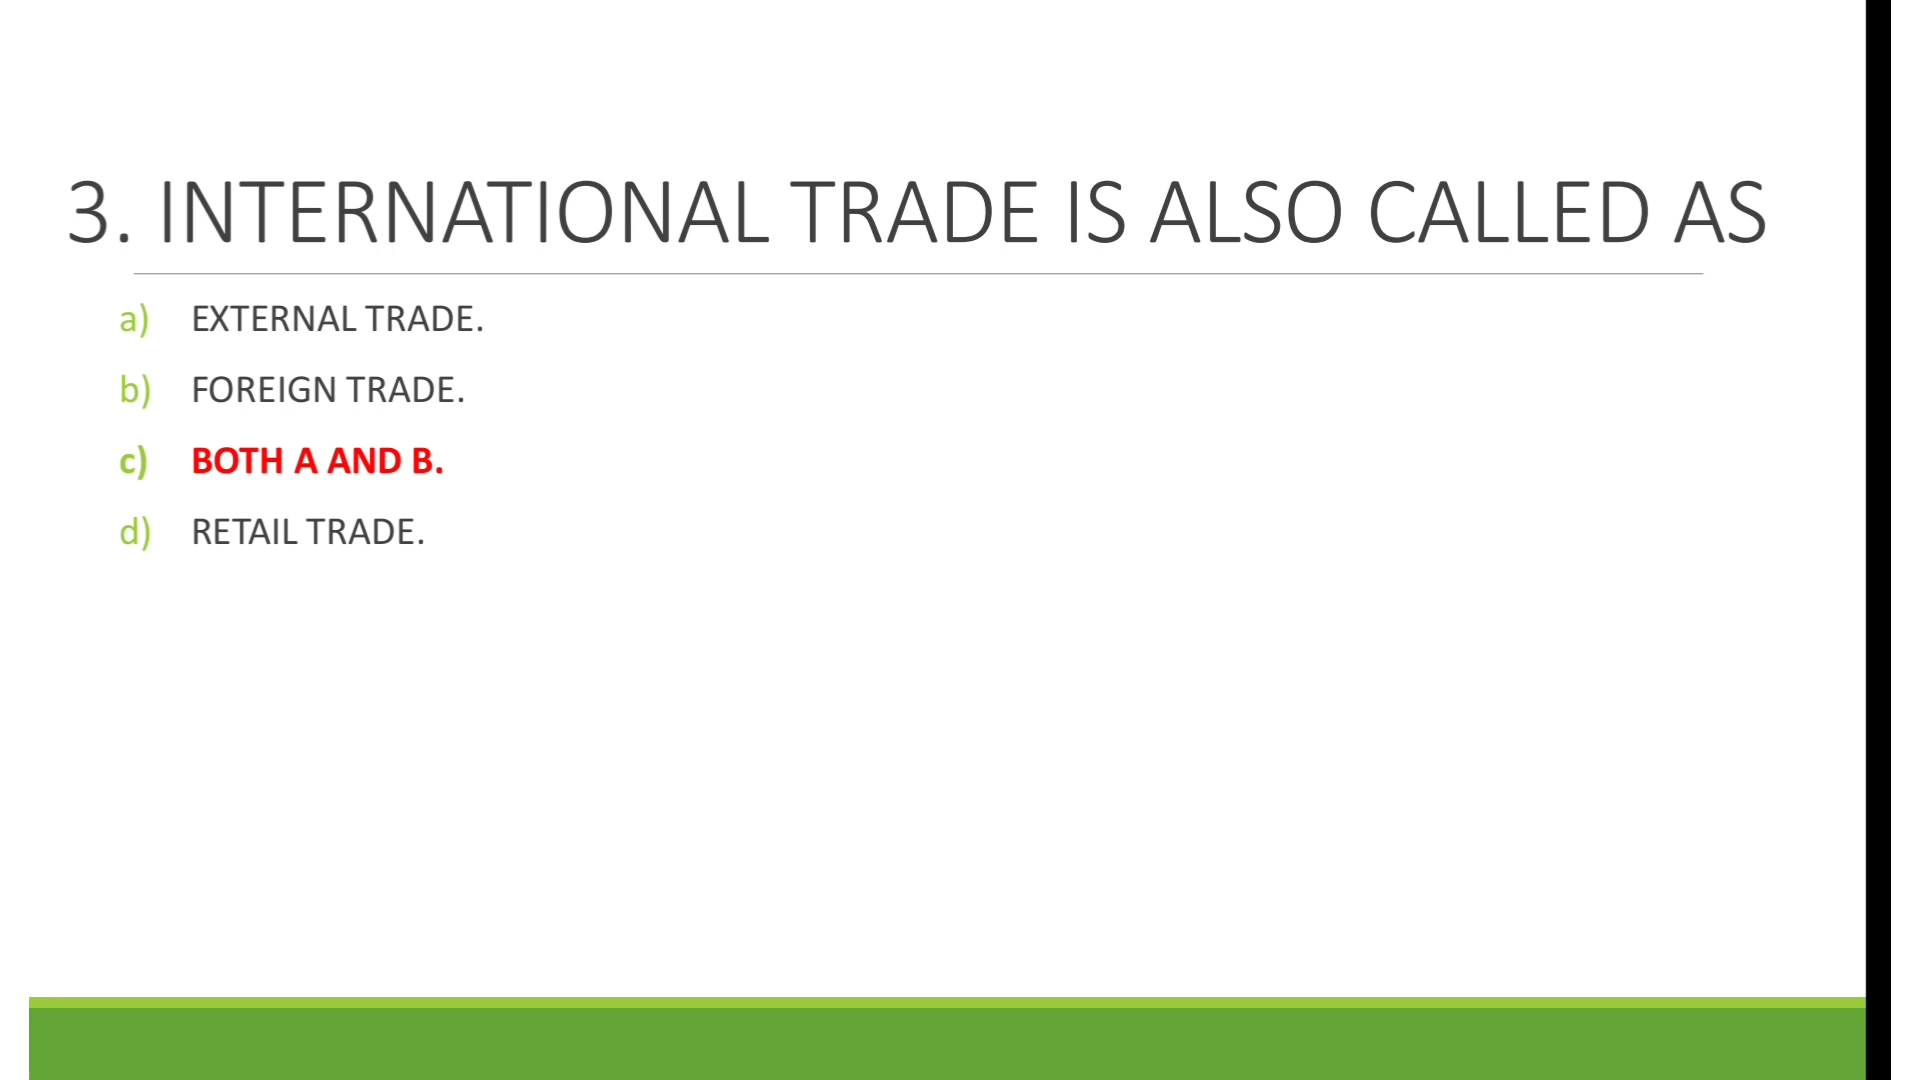 3. INTERNATIONAL TRADE IS ALSO CALLED AS
a) EXTERNAL TRADE.
b) FOREIGN TRADE.
c) BOTH A AND B.
d) RETAIL TRADE.